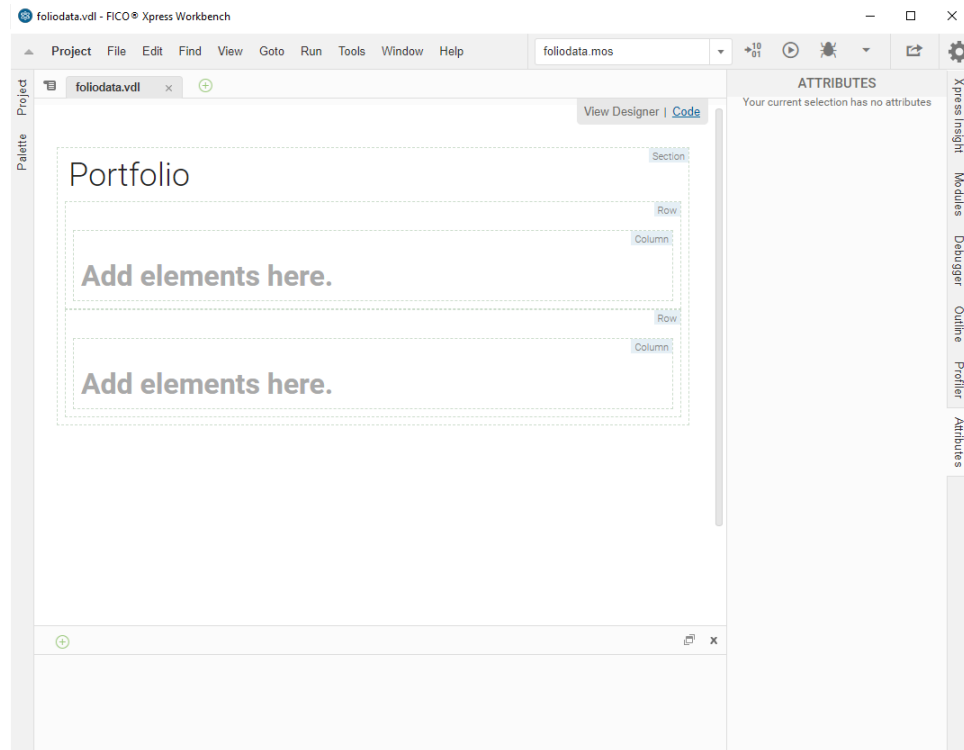 foliodata.vdl - FICO® Xpress Workbench
Project File Edit Find View Goto Run Tools Window Help
foliodata.mos
10
01
Project
Palette
foliodata.vdl
View Designer | Code
Section
Portfolio
Row
Column
Add elements here.
Row
Column
Add elements here.
ATTRIBUTES
Your current selection has no attributes
Xpress Insight
Modules
Debugger
Outline
Profiler
Attributes